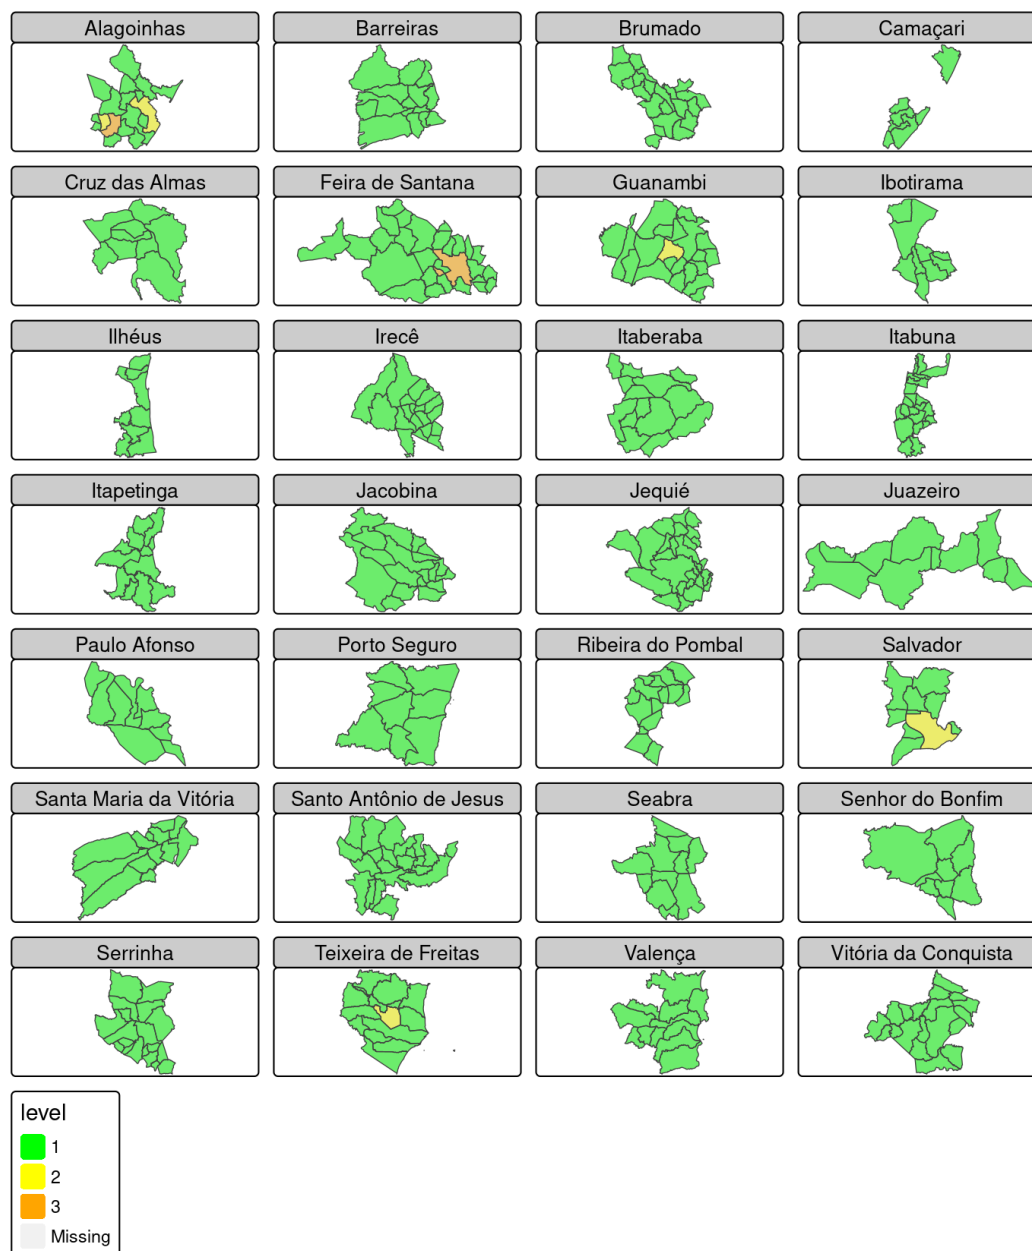 Alagoinhas
Barreiras
Brumado
Camaçari
Cruz das Almas
Feira de Santana
Guanambi
Ibotirama
Ilhéus
Irecê
Itaberaba
Itabuna
Itapetinga
Jacobina
Jequié
Juazeiro
Paulo Afonso
Porto Seguro
Ribeira do Pombal
Salvador
Santa Maria da Vitória
Santo Antônio de Jesus
Seabra
Senhor do Bonfim
Serrinha
Teixeira de Freitas
Valença
Vitória da Conquista
level
1
2
3
Missing